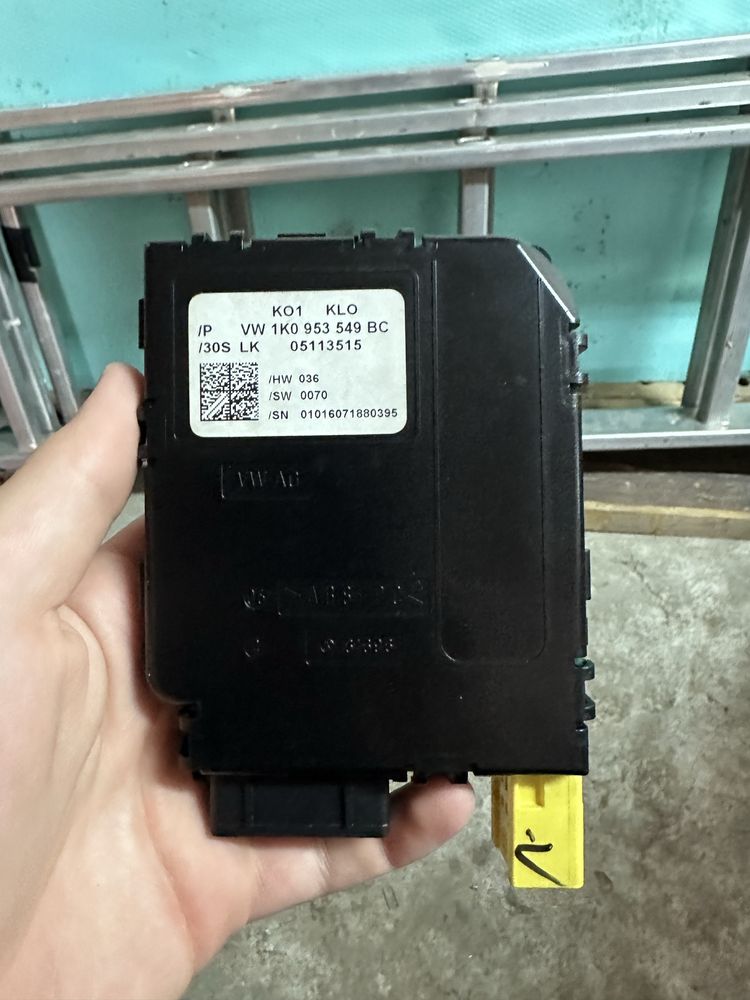 KO1 KLO
/P VW 1K0 953 549 BC
/30S LK 05113515
/HW 036
/SW 0070
/SN 01016071880395
VW AG